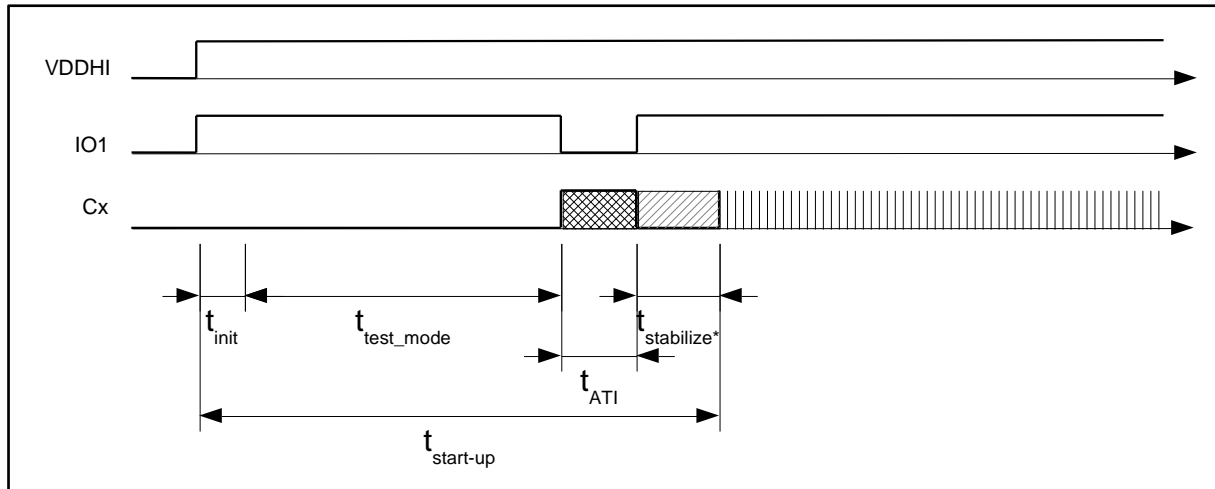 VDDHI
IO1
Cx
t_init
t_test_mode
t_stabilize*
t_ATI
t_start-up